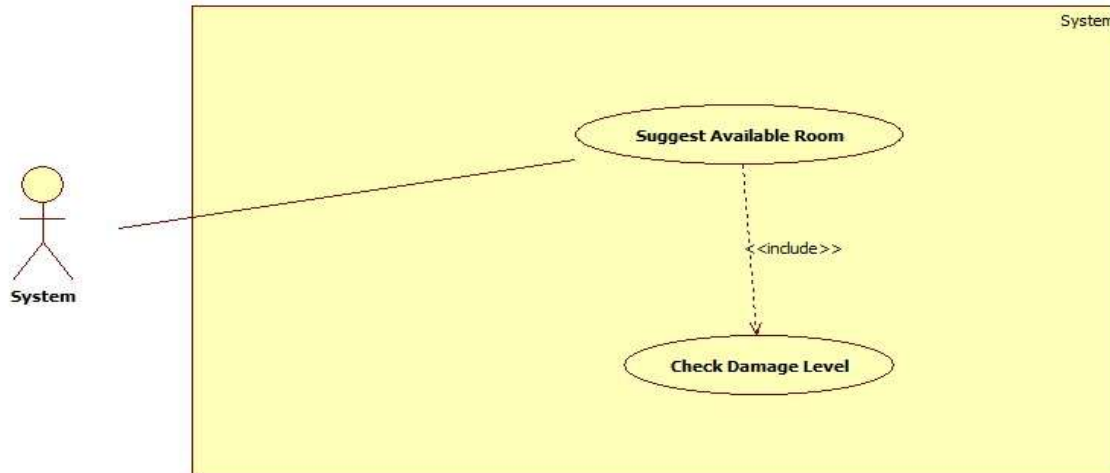 System
Suggest Available Room
<<include>>
System
Check Damage Level